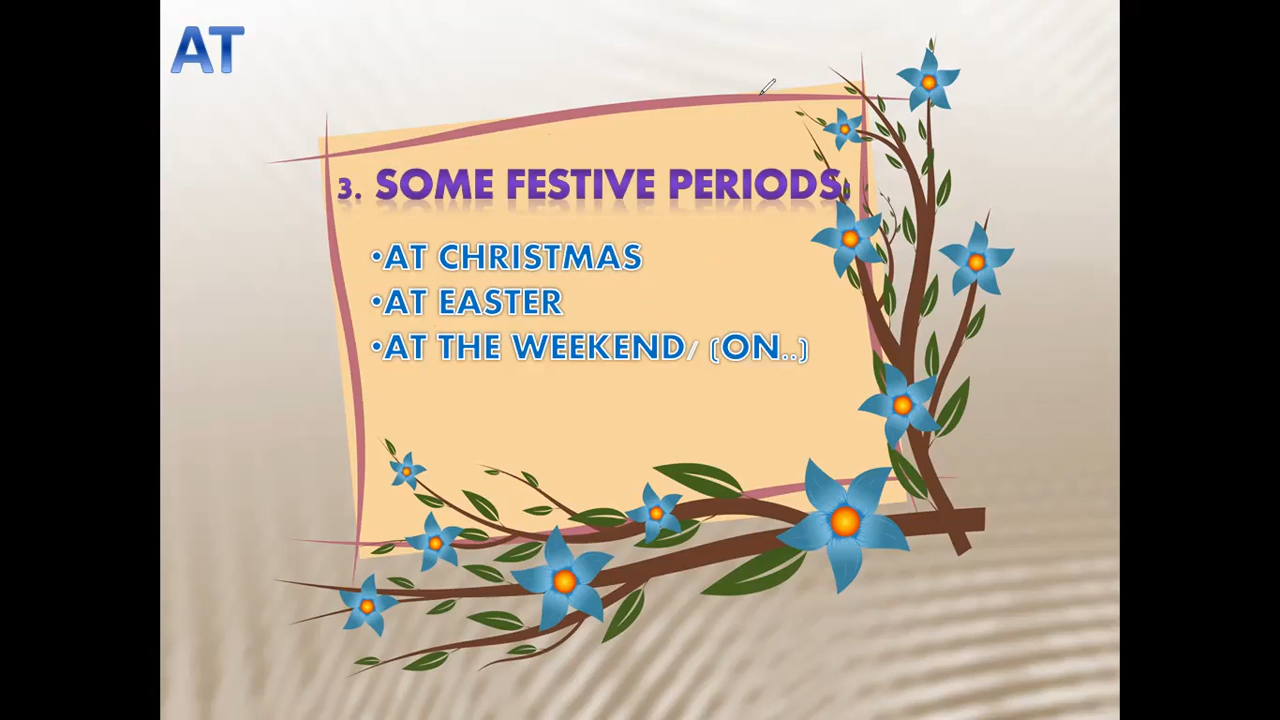 AT
3. SOME FESTIVE PERIODS:
•AT CHRISTMAS
•AT EASTER
•AT THE WEEKEND/ (ON..)